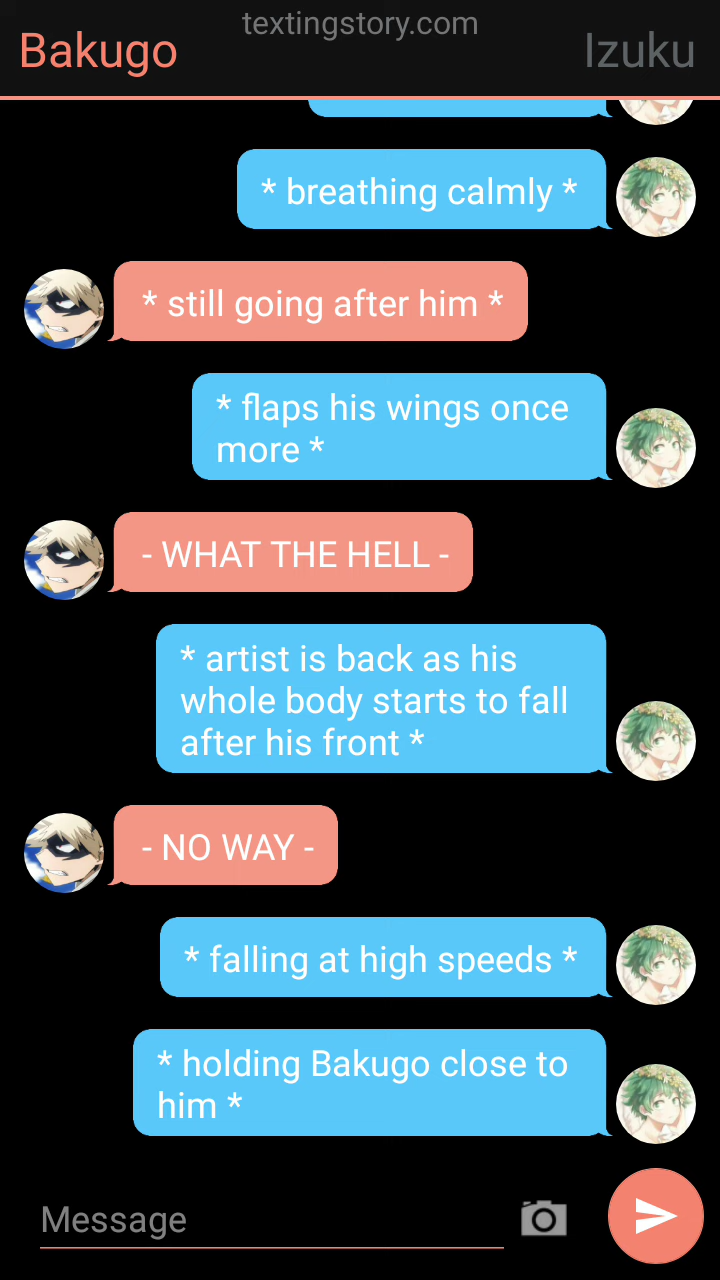 textingstory.com
Bakugo
Izuku
* breathing calmly *
* still going after him *
* flaps his wings once
more *
- WHAT THE HELL -
* artist is back as his
whole body starts to fall
after his front *
- NO WAY -
* falling at high speeds *
* holding Bakugo close to
him *
Message